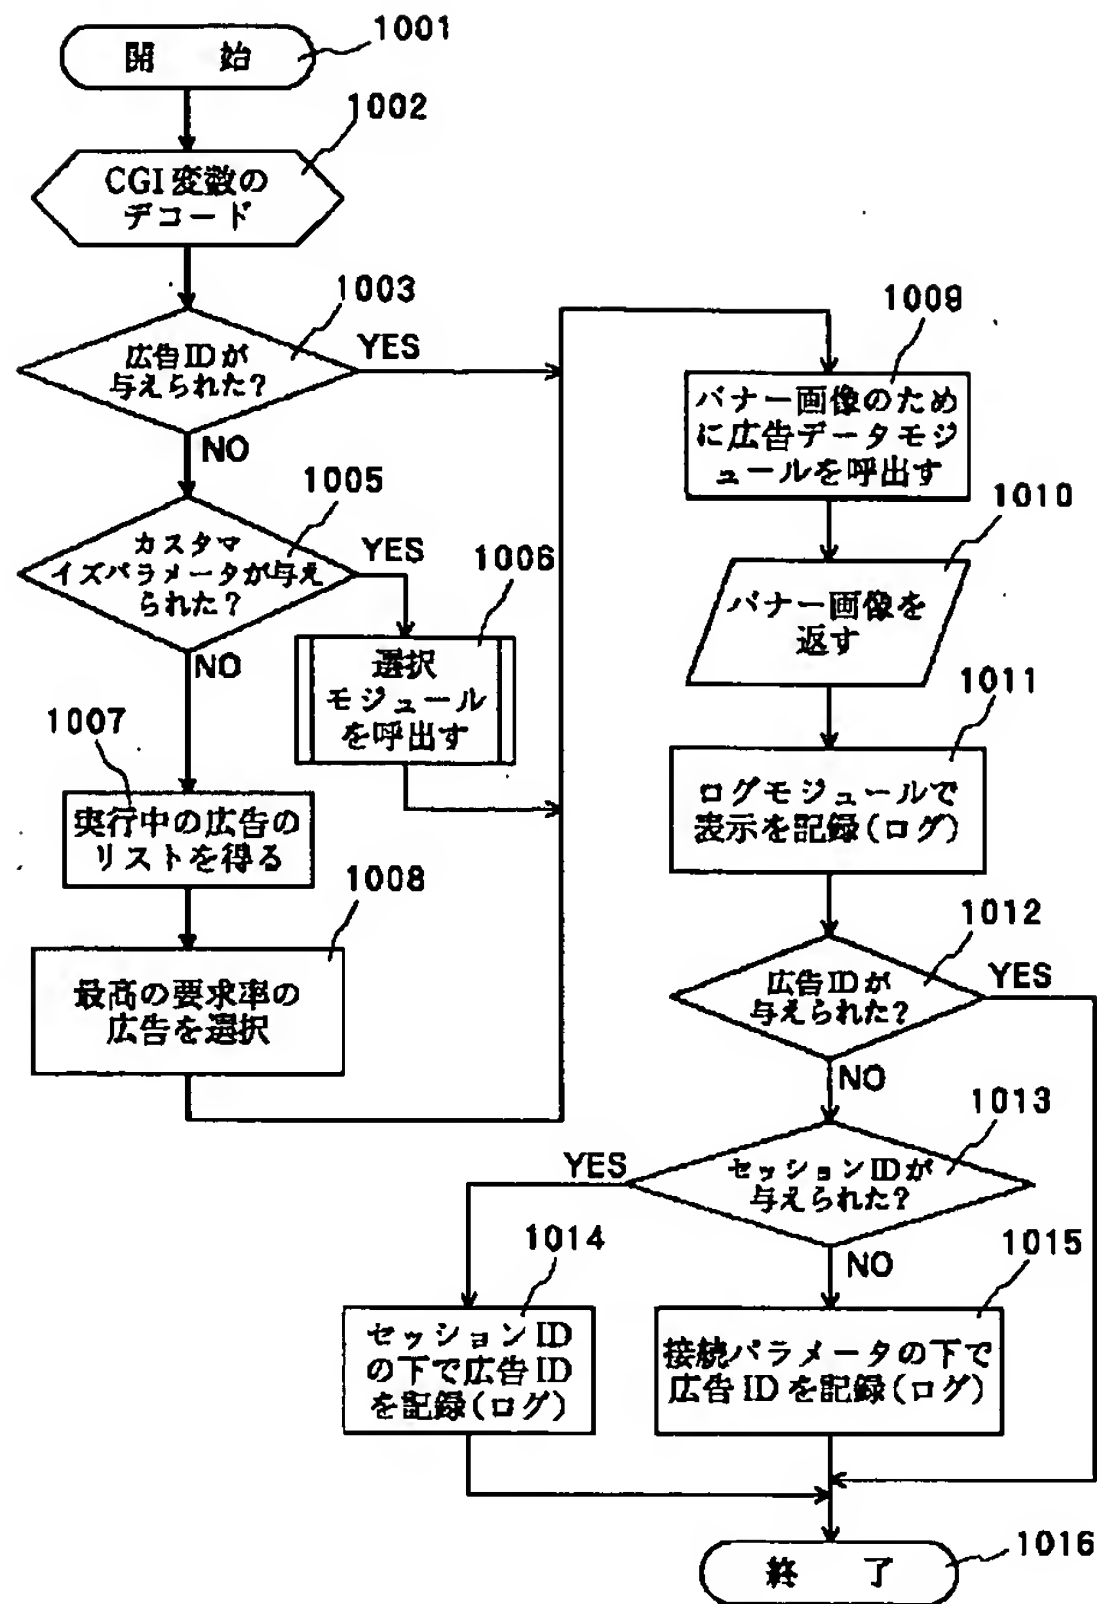 1001
開 始
1002
CGI変数の
デコード
1003
広告IDが
与えられた?
YES
NO
1005
カスタマ
イズパラメータが与え
られた?
YES
NO
1006
選択
モジュール
を呼出す
1007
実行中の広告の
リストを得る
1008
最高の要求率の
広告を選択
1009
バナー画像のため
に広告データモジ
ュールを呼出す
1010
バナー画像を
返す
1011
ログモジュールで
表示を記録(ログ)
1012
広告IDが
与えられた?
YES
NO
1013
セッションIDが
与えられた?
YES
NO
1014
セッションID
の下で広告ID
を記録(ログ)
1015
接続パラメータの下で
広告IDを記録(ログ)
1016
終 了